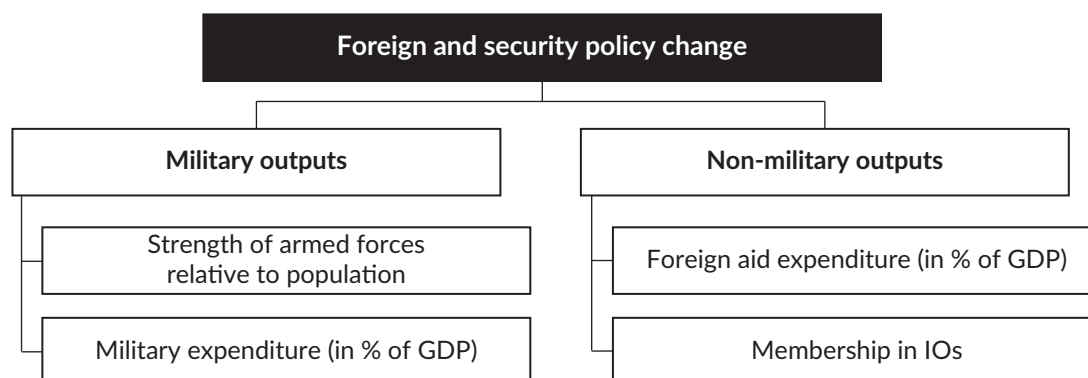 Foreign and security policy change
Military outputs
Strength of armed forces
relative to population
Military expenditure (in % of GDP)
Non-military outputs
Foreign aid expenditure (in % of GDP)
Membership in IOs